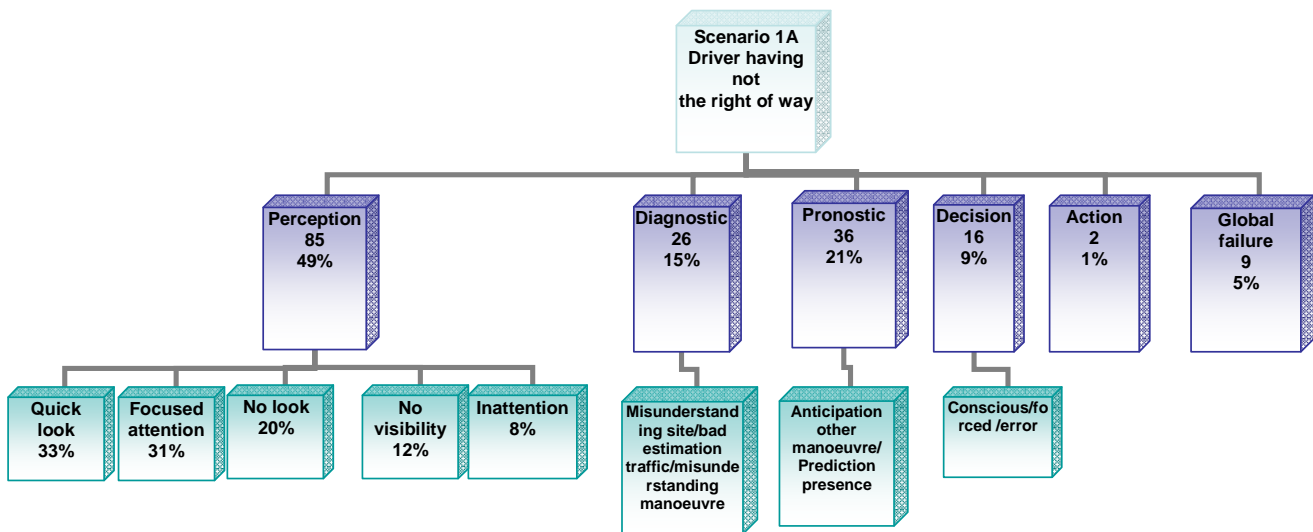 Scenario 1A
Driver having
not
the right of way
Perception
85
49%
Diagnostic
26
15%
Pronostic
36
21%
Decision
16
9%
Action
2
1%
Global
failure
9
5%
Quick
look
33%
Focused
attention
31%
No look
20%
No
visibility
12%
Inattention
8%
Misunderstand
ing site/bad
estimation
traffic/misunde
rstanding
manoeuvre
Anticipation
other
manoeuvre/
Prediction
presence
Conscious/fo
rced /error